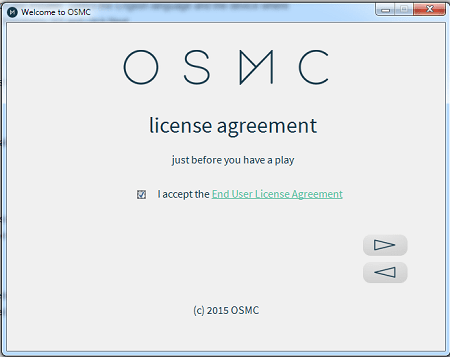 Welcome to OSMC
OSMC
license agreement
just before you have a play
I accept the End User License Agreement
(c) 2015 OSMC